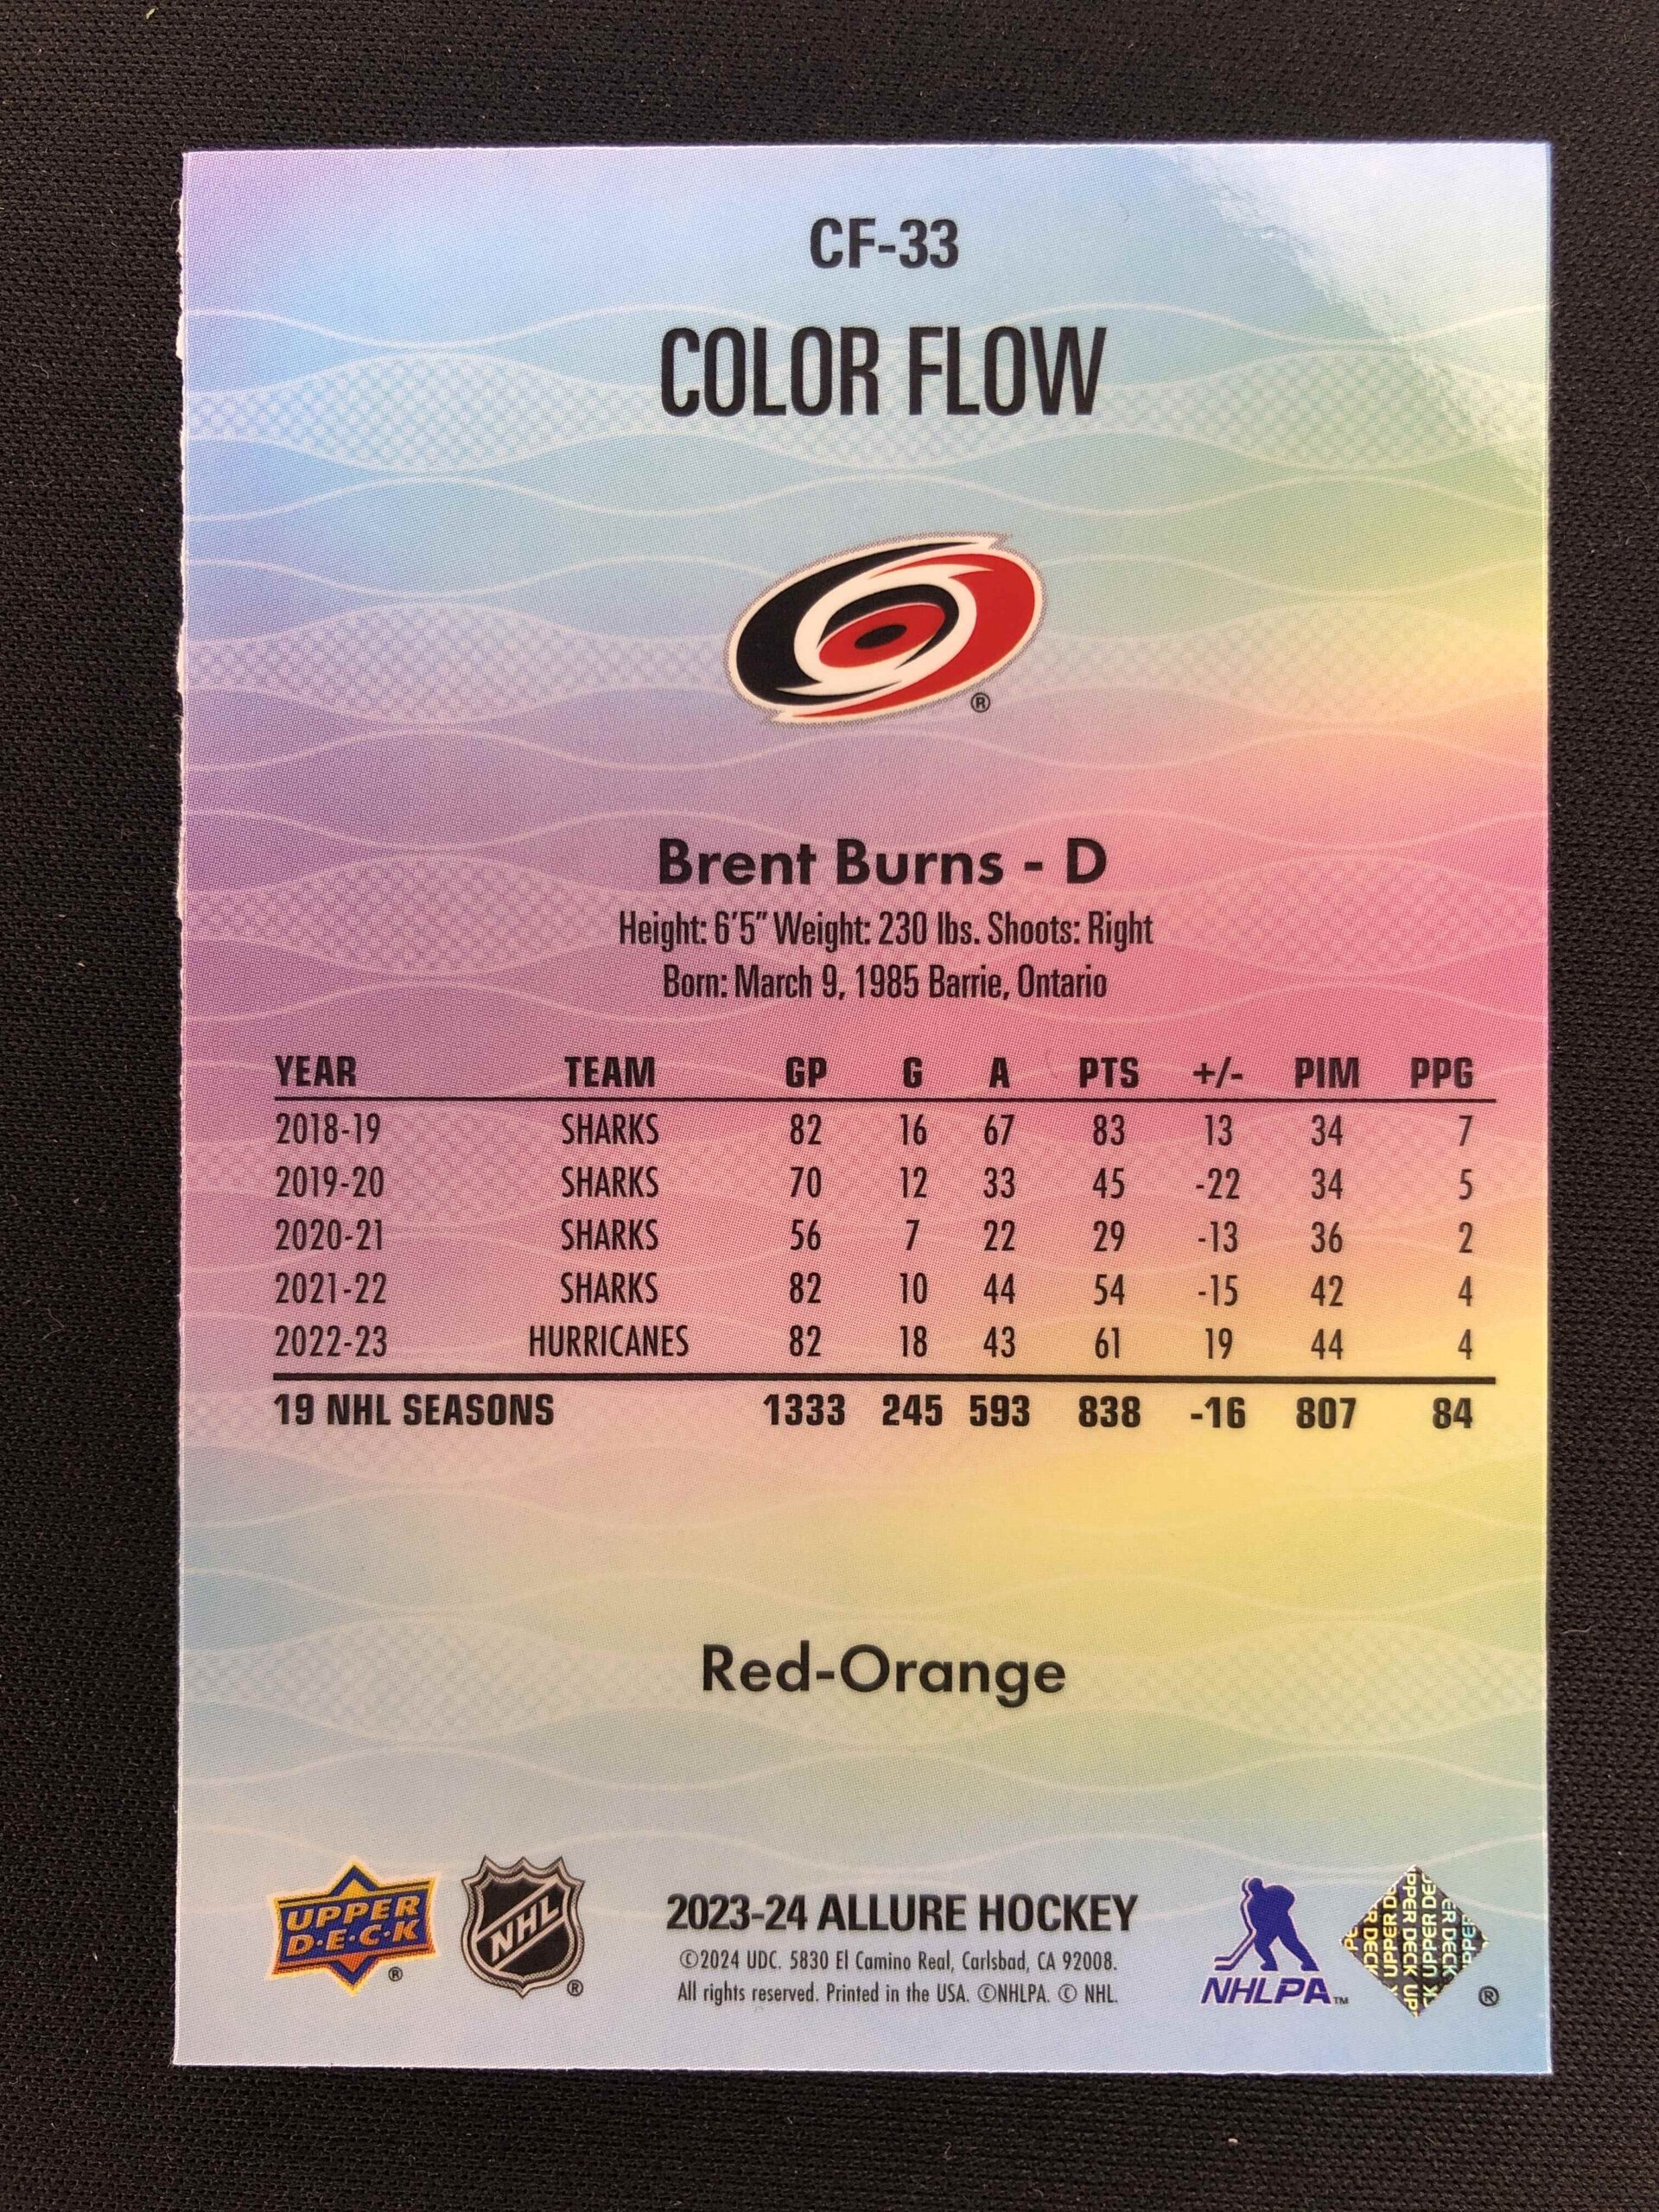 CF-33
COLOR FLOW
®
Brent Burns - D
Height: 6'5" Weight: 230 lbs. Shoots: Right
Born: March 9, 1985 Barrie, Ontario
YEAR TEAM GP G A PTS +/- PIM PPG
2018-19 SHARKS 82 16 67 83 13 34 7
2019-20 SHARKS 70 12 33 45 -22 34 5
2020-21 SHARKS 56 7 22 29 -13 36 2
2021-22 SHARKS 82 10 44 54 -15 42 4
2022-23 HURRICANES 82 18 43 61 19 44 4
19 NHL SEASONS 1333 245 593 838 -16 807 84
Red-Orange
UPPER
D·E·C·K ®
NHL ®
2023-24 ALLURE HOCKEY
©2024 UDC. 5830 El Camino Real, Carlsbad, CA 92008.
All rights reserved. Printed in the USA. ©NHLPA. © NHL.
NHLPA™
UPPER DECK
®